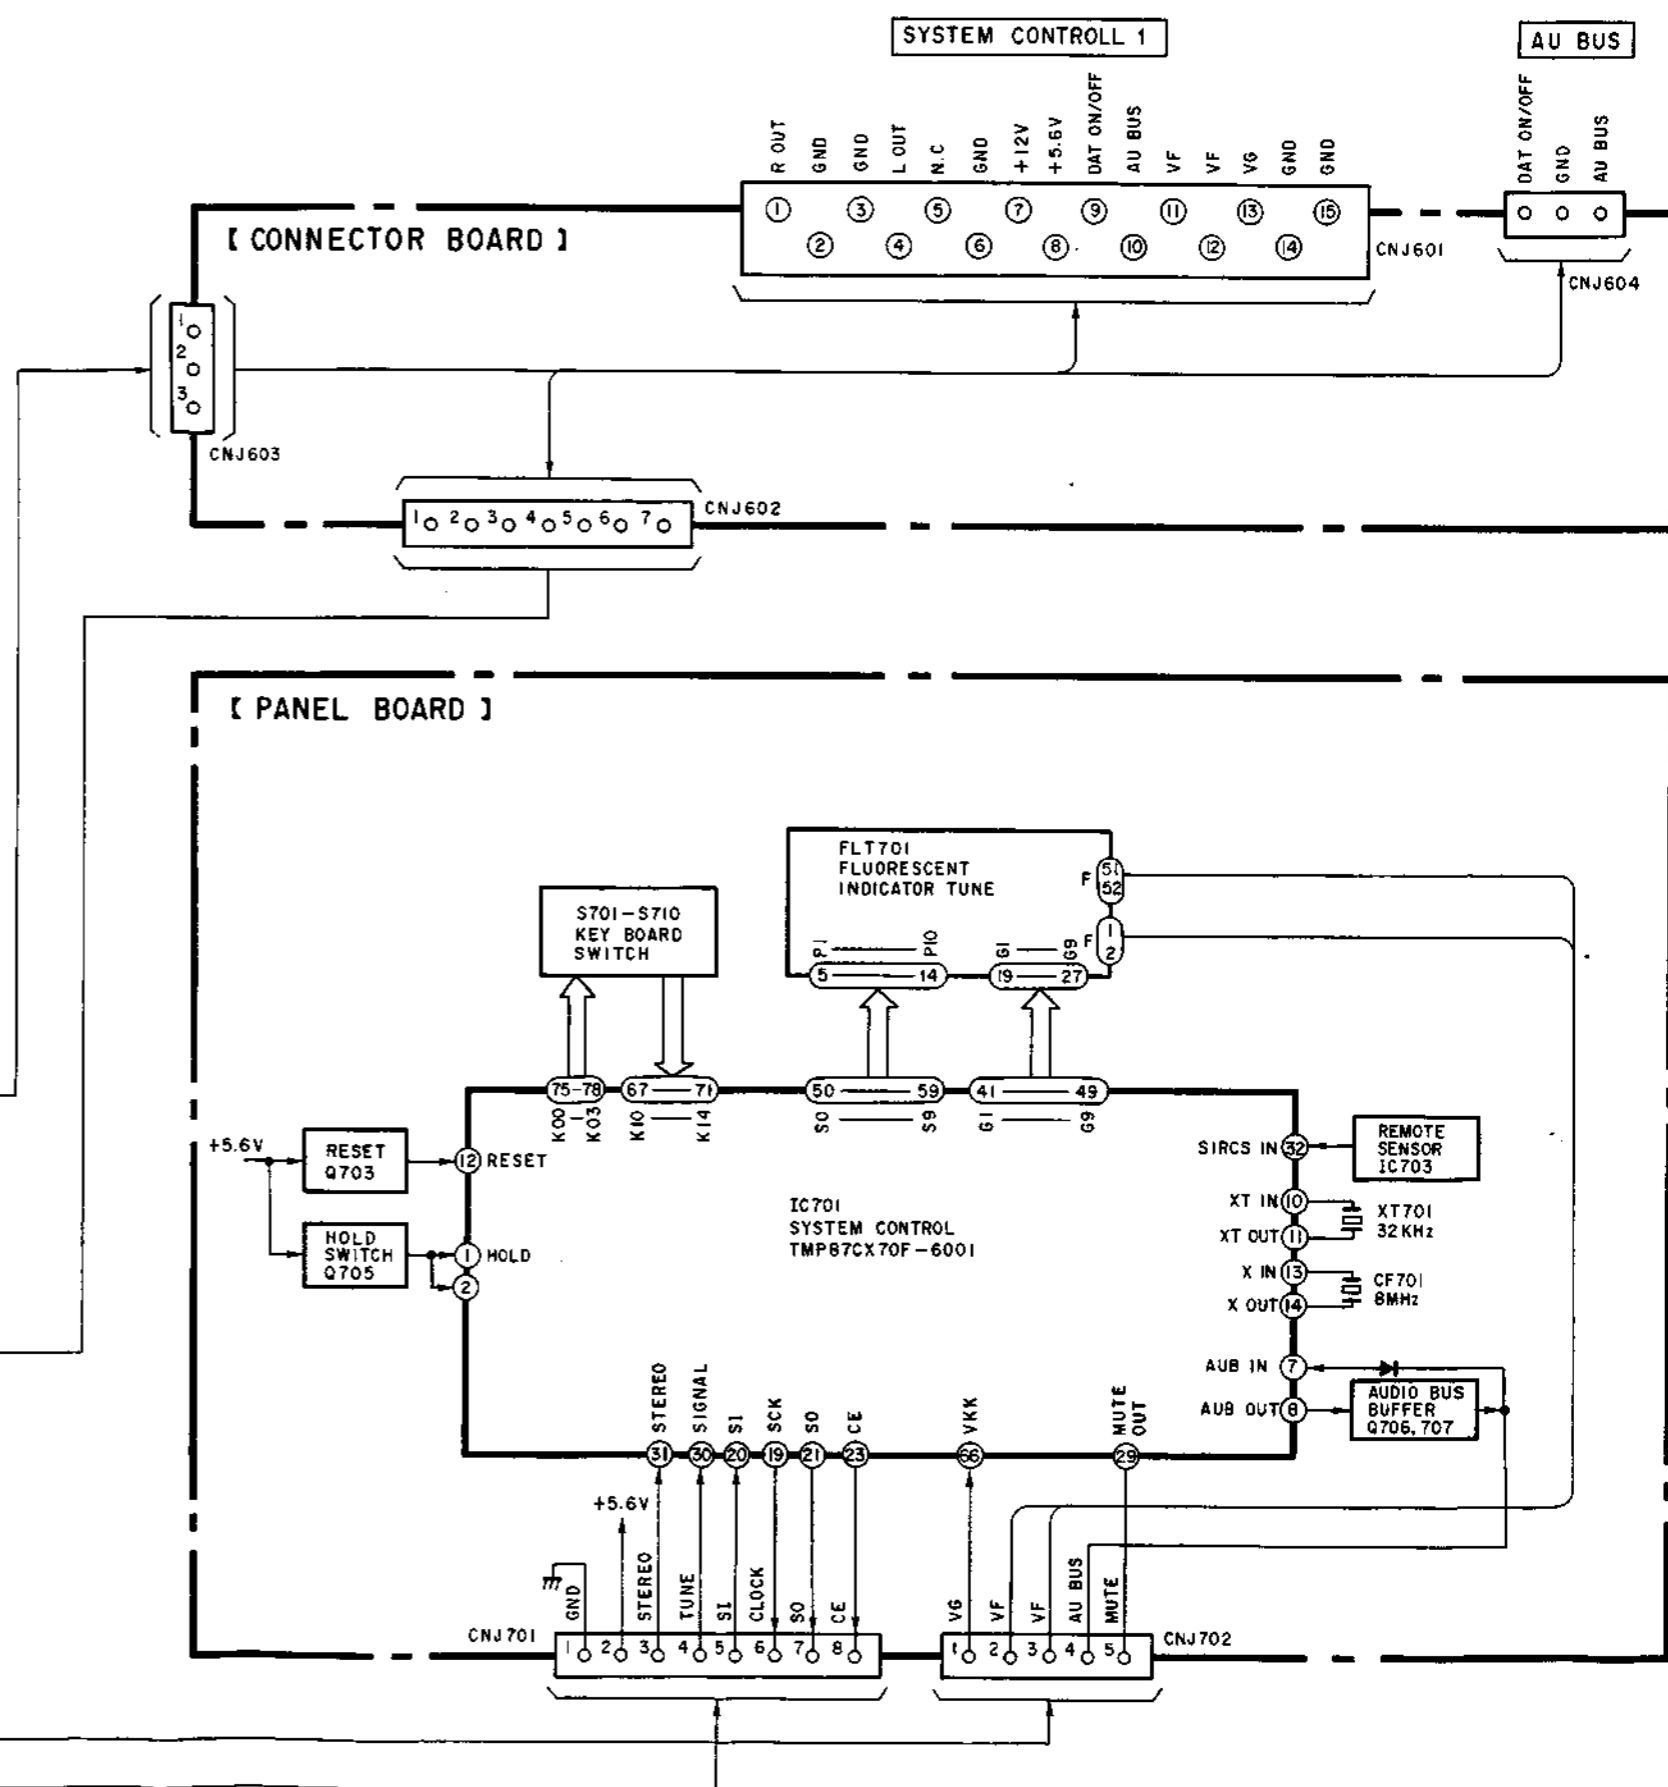 SYSTEM CONTROLL 1
AU BUS
R OUT
GND
GND
L OUT
N.C
GND
+12V
+5.6V
DAT ON/OFF
AU BUS
VF
VF
VG
GND
GND
DAT ON/OFF
GND
AU BUS
1 3 5 7 9 11 13 15
2 4 6 8 10 12 14
CNJ601
CNJ604
【 CONNECTOR BOARD 】
1
2
3
CNJ603
1 2 3 4 5 6 7
CNJ602
【 PANEL BOARD 】
FLT701
FLUORESCENT
INDICATOR TUNE
F
51
52
F
1
2
P1
P10
G1
G9
5 14
19 27
S701-S710
KEY BOARD
SWITCH
75-78
67 71
50 59
41 49
K00
K03
K10
K14
S0
S9
G1
G9
+5.6V
RESET
Q703
12 RESET
HOLD
SWITCH
Q705
1 HOLD
2
IC701
SYSTEM CONTROL
TMP87CX70F-6001
SIRCS IN 32
REMOTE
SENSOR
IC703
XT IN 10
XT OUT 11
XT701
32KHz
X IN 13
X OUT 14
CF701
8MHz
AUB IN 7
AUB OUT 8
AUDIO BUS
BUFFER
Q706,707
STEREO
SIGNAL
SI
SCK
SO
CE
VKK
MUTE
OUT
31 30 20 19 21 23 66 29
+5.6V
GND
STEREO
TUNE
SI
CLOCK
SO
CE
VG
VF
VF
AU BUS
MUTE
CNJ701
1 2 3 4 5 6 7 8
1 2 3 4 5
CNJ702